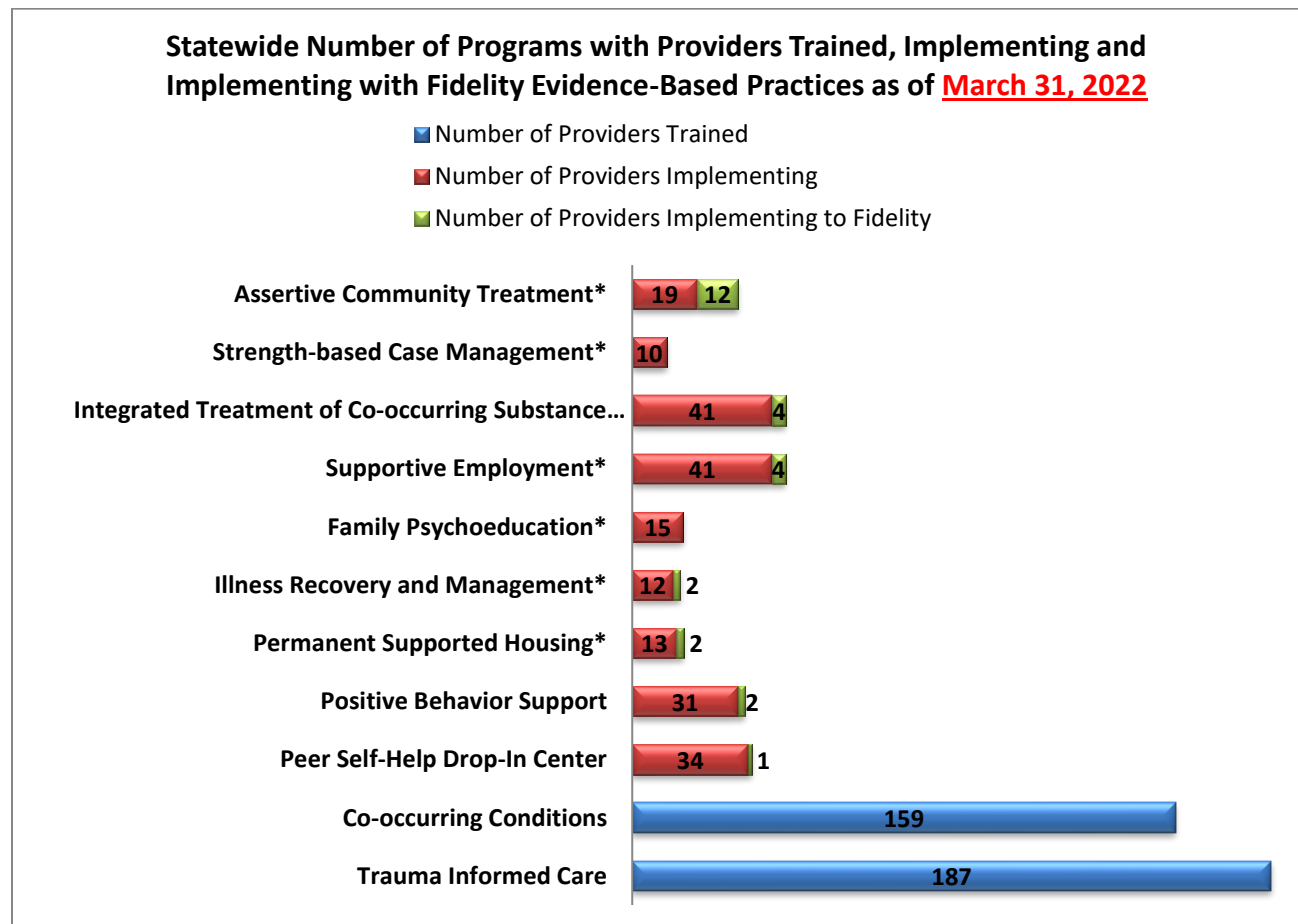 Statewide Number of Programs with Providers Trained, Implementing and
Implementing with Fidelity Evidence-Based Practices as of March 31, 2022
Number of Providers Trained
Number of Providers Implementing
Number of Providers Implementing to Fidelity
Assertive Community Treatment* 19 12
Strength-based Case Management* 10
Integrated Treatment of Co-occurring Substance… 41 4
Supportive Employment* 41 4
Family Psychoeducation* 15
Illness Recovery and Management* 12 2
Permanent Supported Housing* 13 2
Positive Behavior Support 31 2
Peer Self-Help Drop-In Center 34 1
Co-occurring Conditions 159
Trauma Informed Care 187